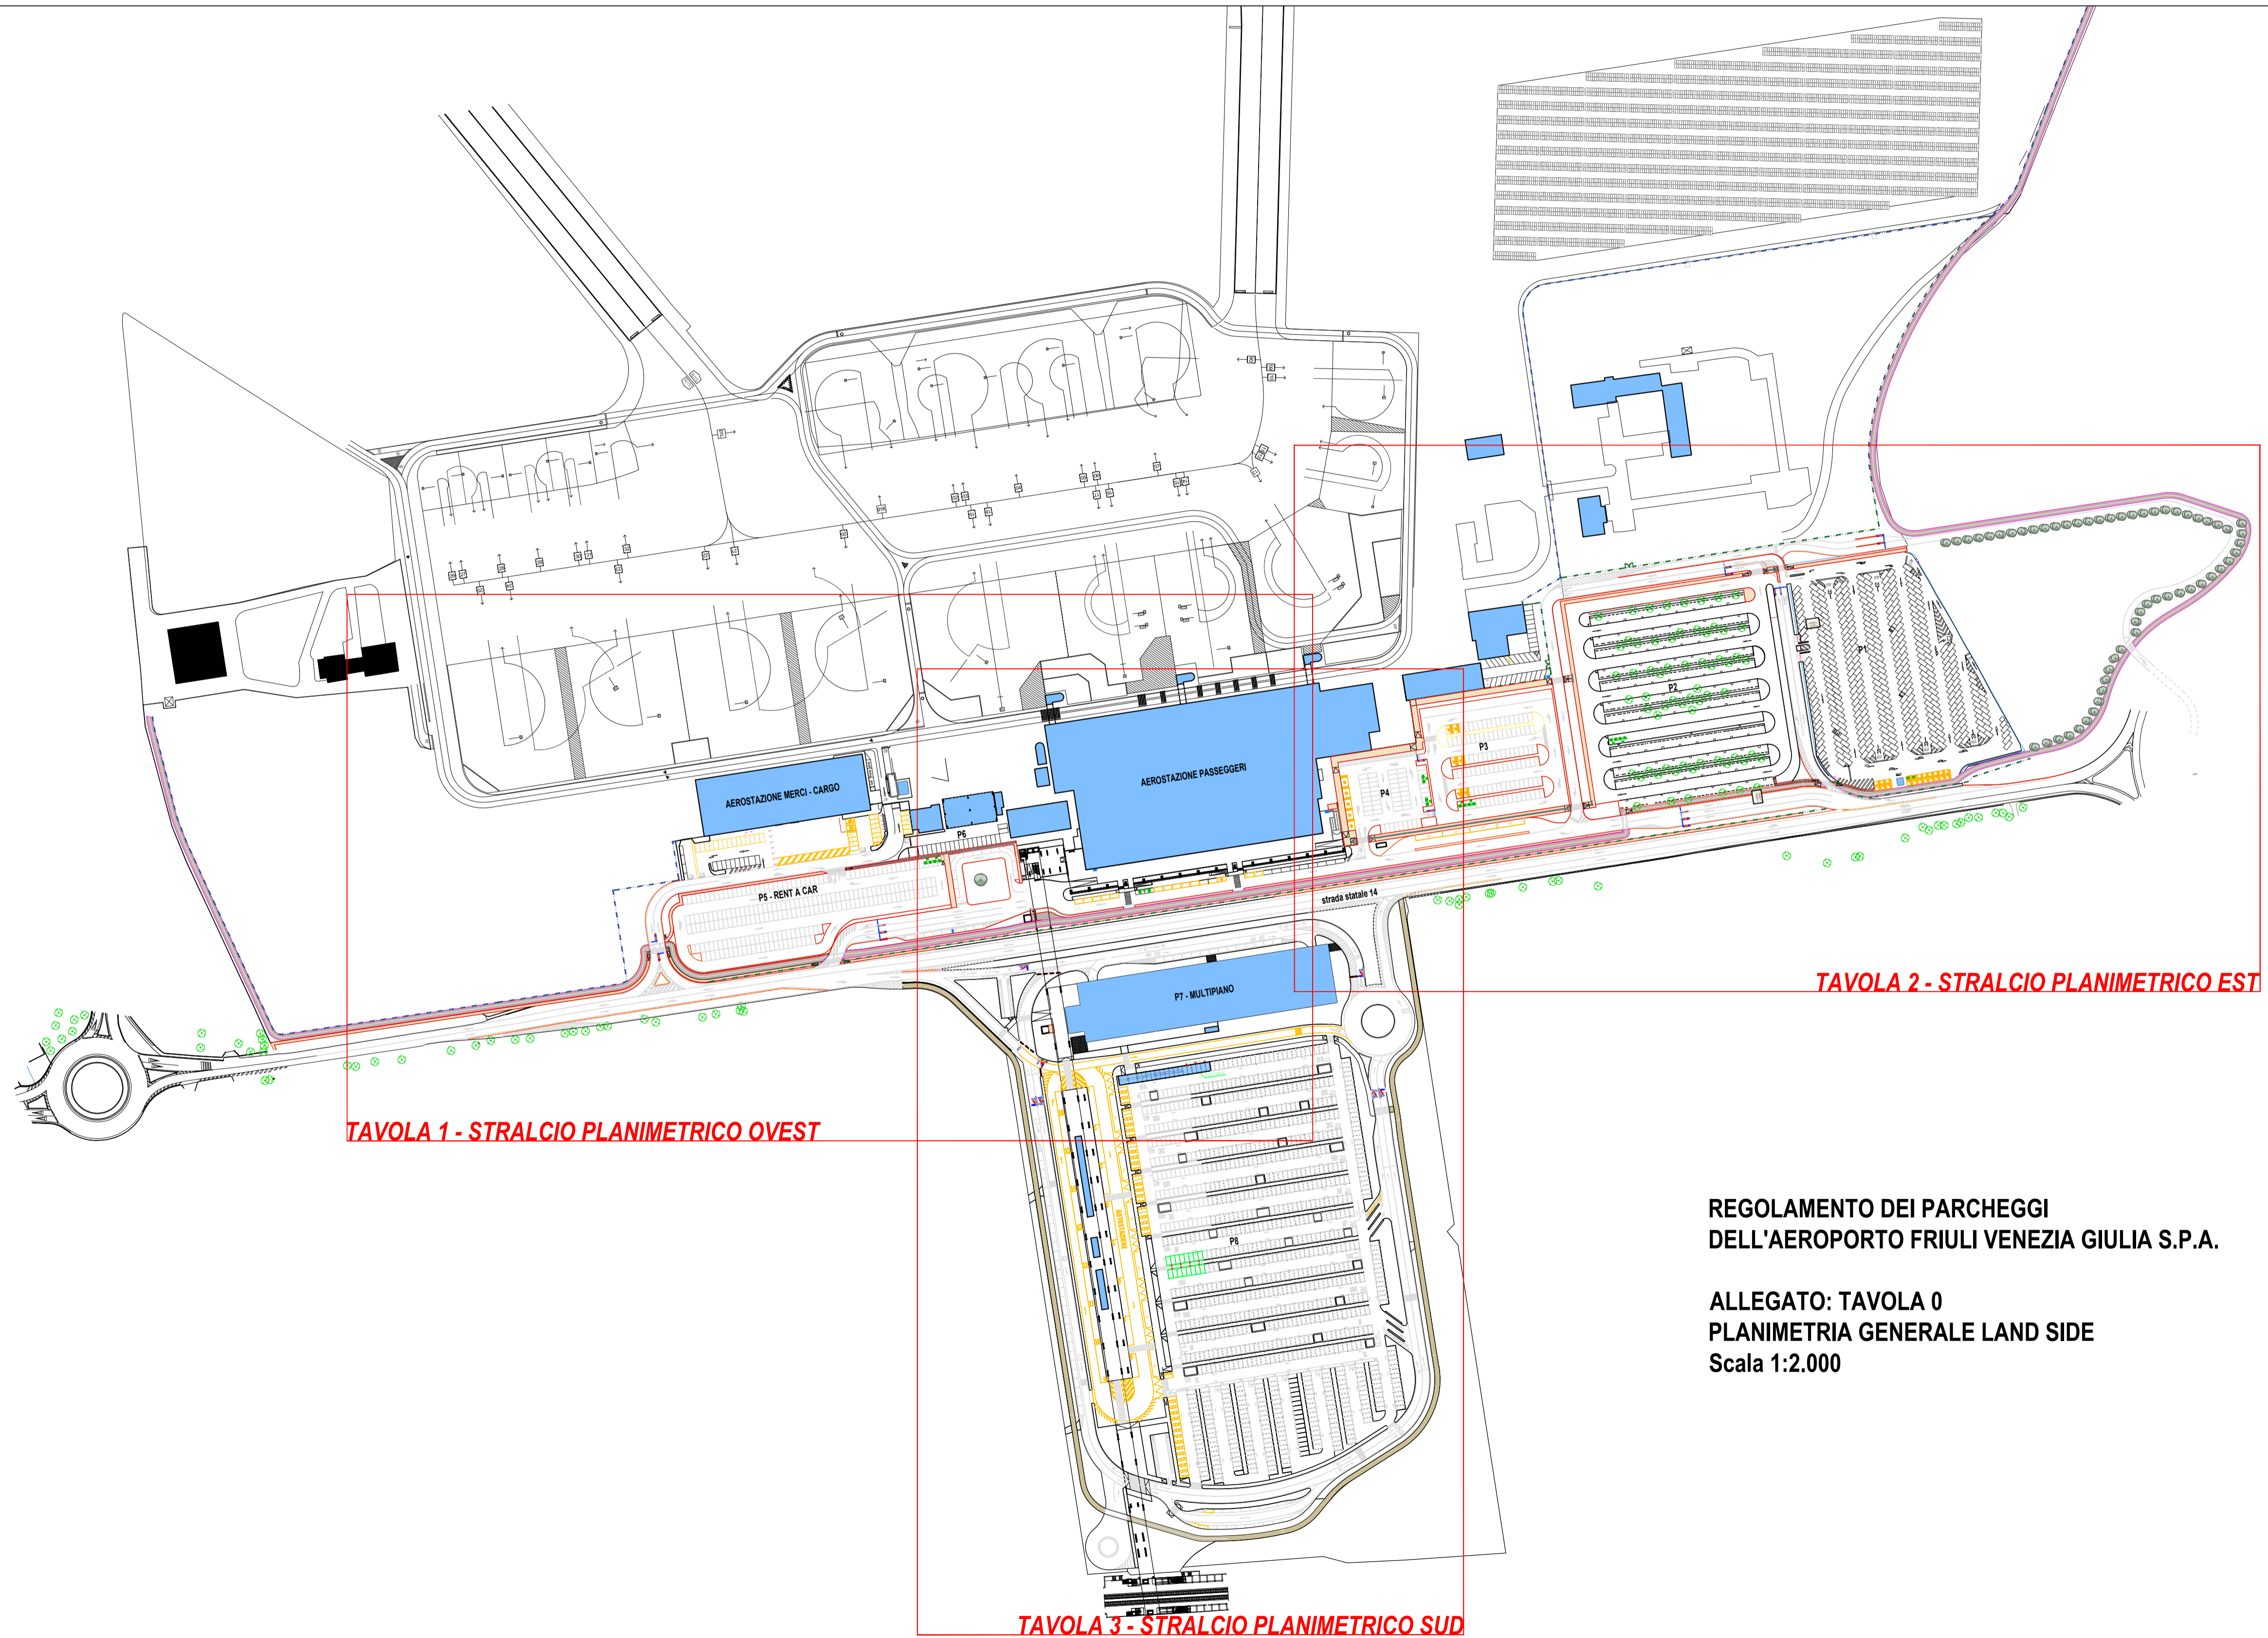 P1
P2
P3
AEROSTAZIONE PASSEGGERI
P4
AEROSTAZIONE MERCI - CARGO
P6
P5 - RENT A CAR
strada statale 14
TAVOLA 2 - STRALCIO PLANIMETRICO EST
P7 - MULTIPIANO
TAVOLA 1 - STRALCIO PLANIMETRICO OVEST
P8
REGOLAMENTO DEI PARCHEGGI
DELL'AEROPORTO FRIULI VENEZIA GIULIA S.P.A.
ALLEGATO: TAVOLA 0
PLANIMETRIA GENERALE LAND SIDE
Scala 1:2.000
TAVOLA 3 - STRALCIO PLANIMETRICO SUD